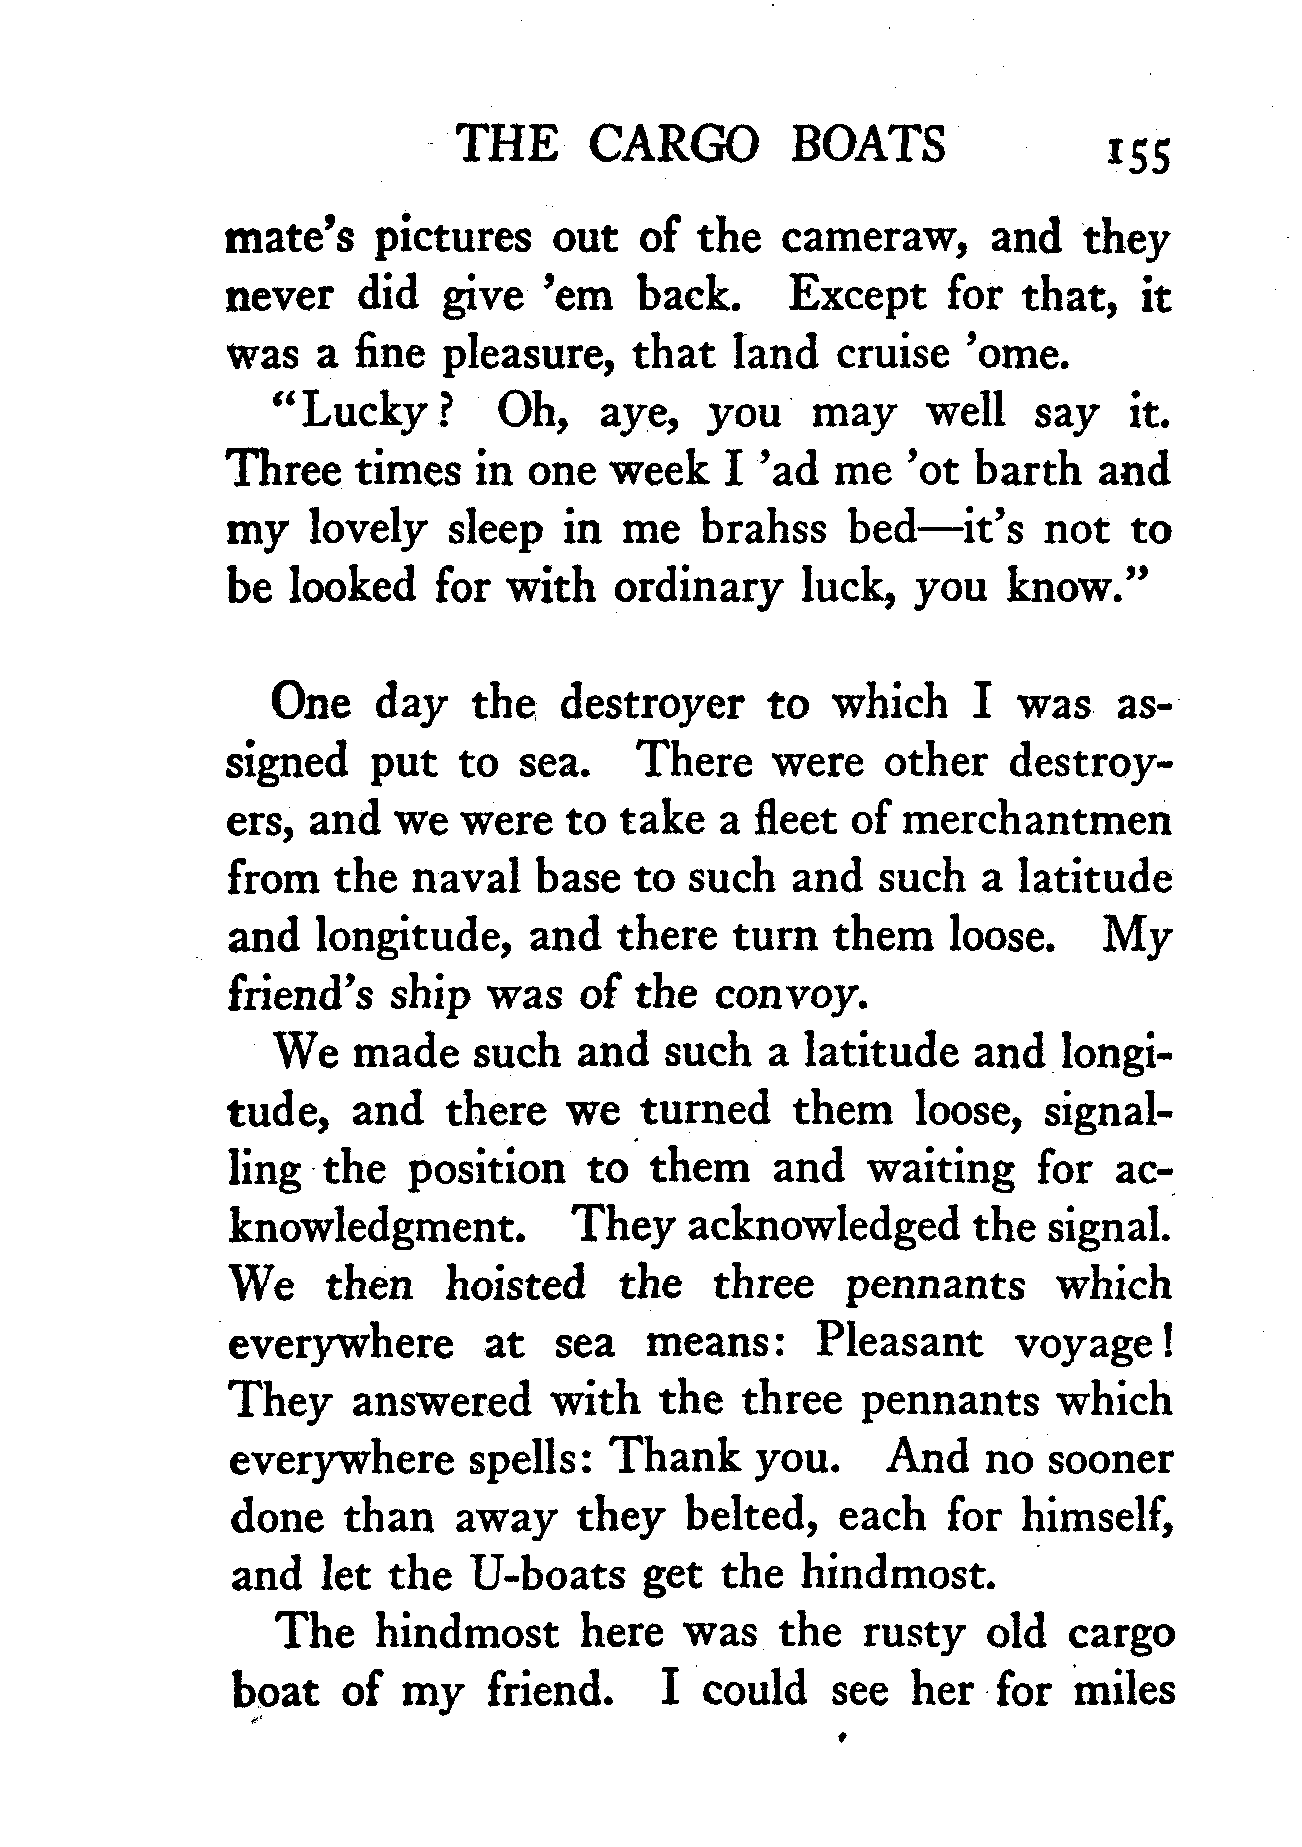 THE CARGO BOATS 155
mate's pictures out of the cameraw, and they
never did give 'em back. Except for that, it
was a fine pleasure, that land cruise 'ome.
"Lucky? Oh, aye, you may well say it.
Three times in one week I 'ad me 'ot barth and
my lovely sleep in me brahss bed—it's not to
be looked for with ordinary luck, you know."
One day the destroyer to which I was as-
signed put to sea. There were other destroy-
ers, and we were to take a fleet of merchantmen
from the naval base to such and such a latitude
and longitude, and there turn them loose. My
friend's ship was of the convoy.
We made such and such a latitude and longi-
tude, and there we turned them loose, signal-
ling the position to them and waiting for ac-
knowledgment. They acknowledged the signal.
We then hoisted the three pennants which
everywhere at sea means: Pleasant voyage!
They answered with the three pennants which
everywhere spells: Thank you. And no sooner
done than away they belted, each for himself,
and let the U-boats get the hindmost.
The hindmost here was the rusty old cargo
boat of my friend. I could see her for miles